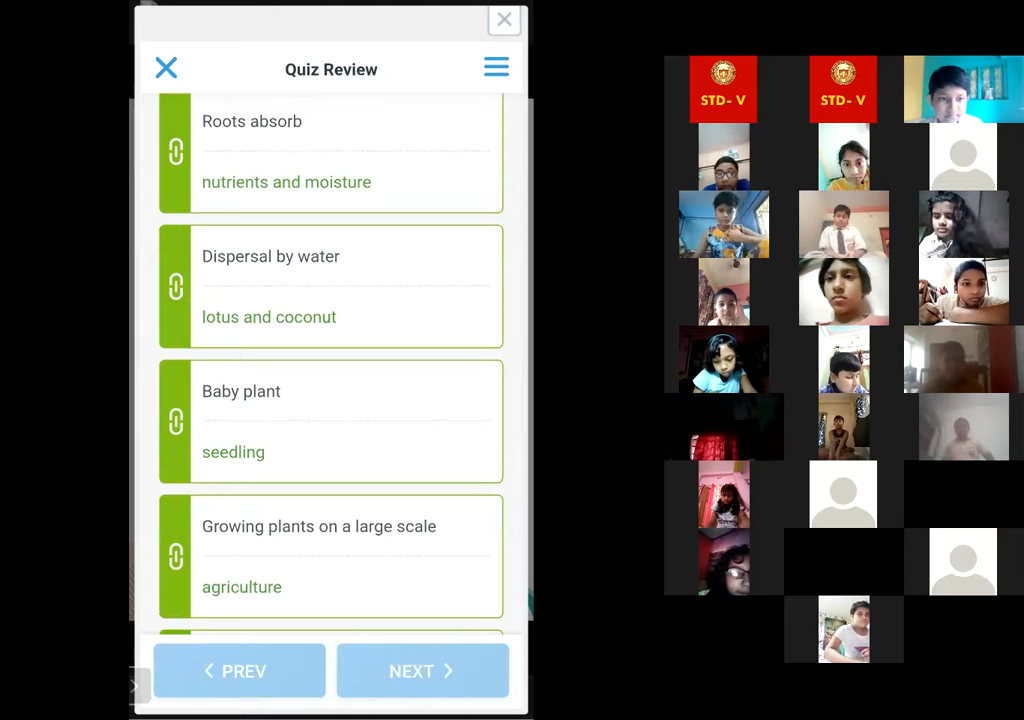 Quiz Review
Roots absorb
nutrients and moisture
Dispersal by water
lotus and coconut
Baby plant
seedling
Growing plants on a large scale
agriculture
PREV
NEXT
STD- V
STD- V